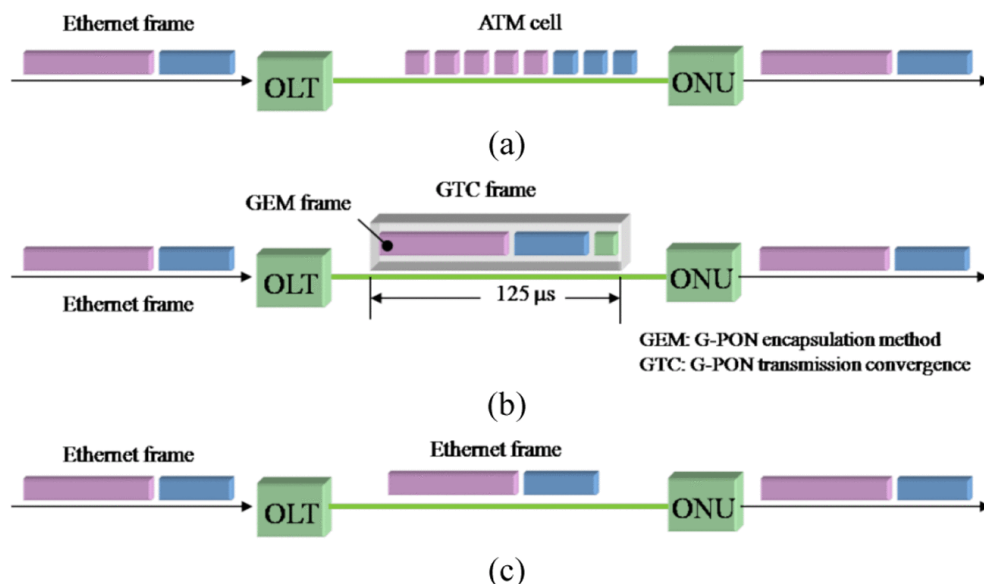 Ethernet frame
ATM cell
OLT
ONU
(a)
GTC frame
GEM frame
OLT
ONU
Ethernet frame
125 μs
GEM: G-PON encapsulation method
GTC: G-PON transmission convergence
(b)
Ethernet frame
Ethernet frame
OLT
ONU
(c)